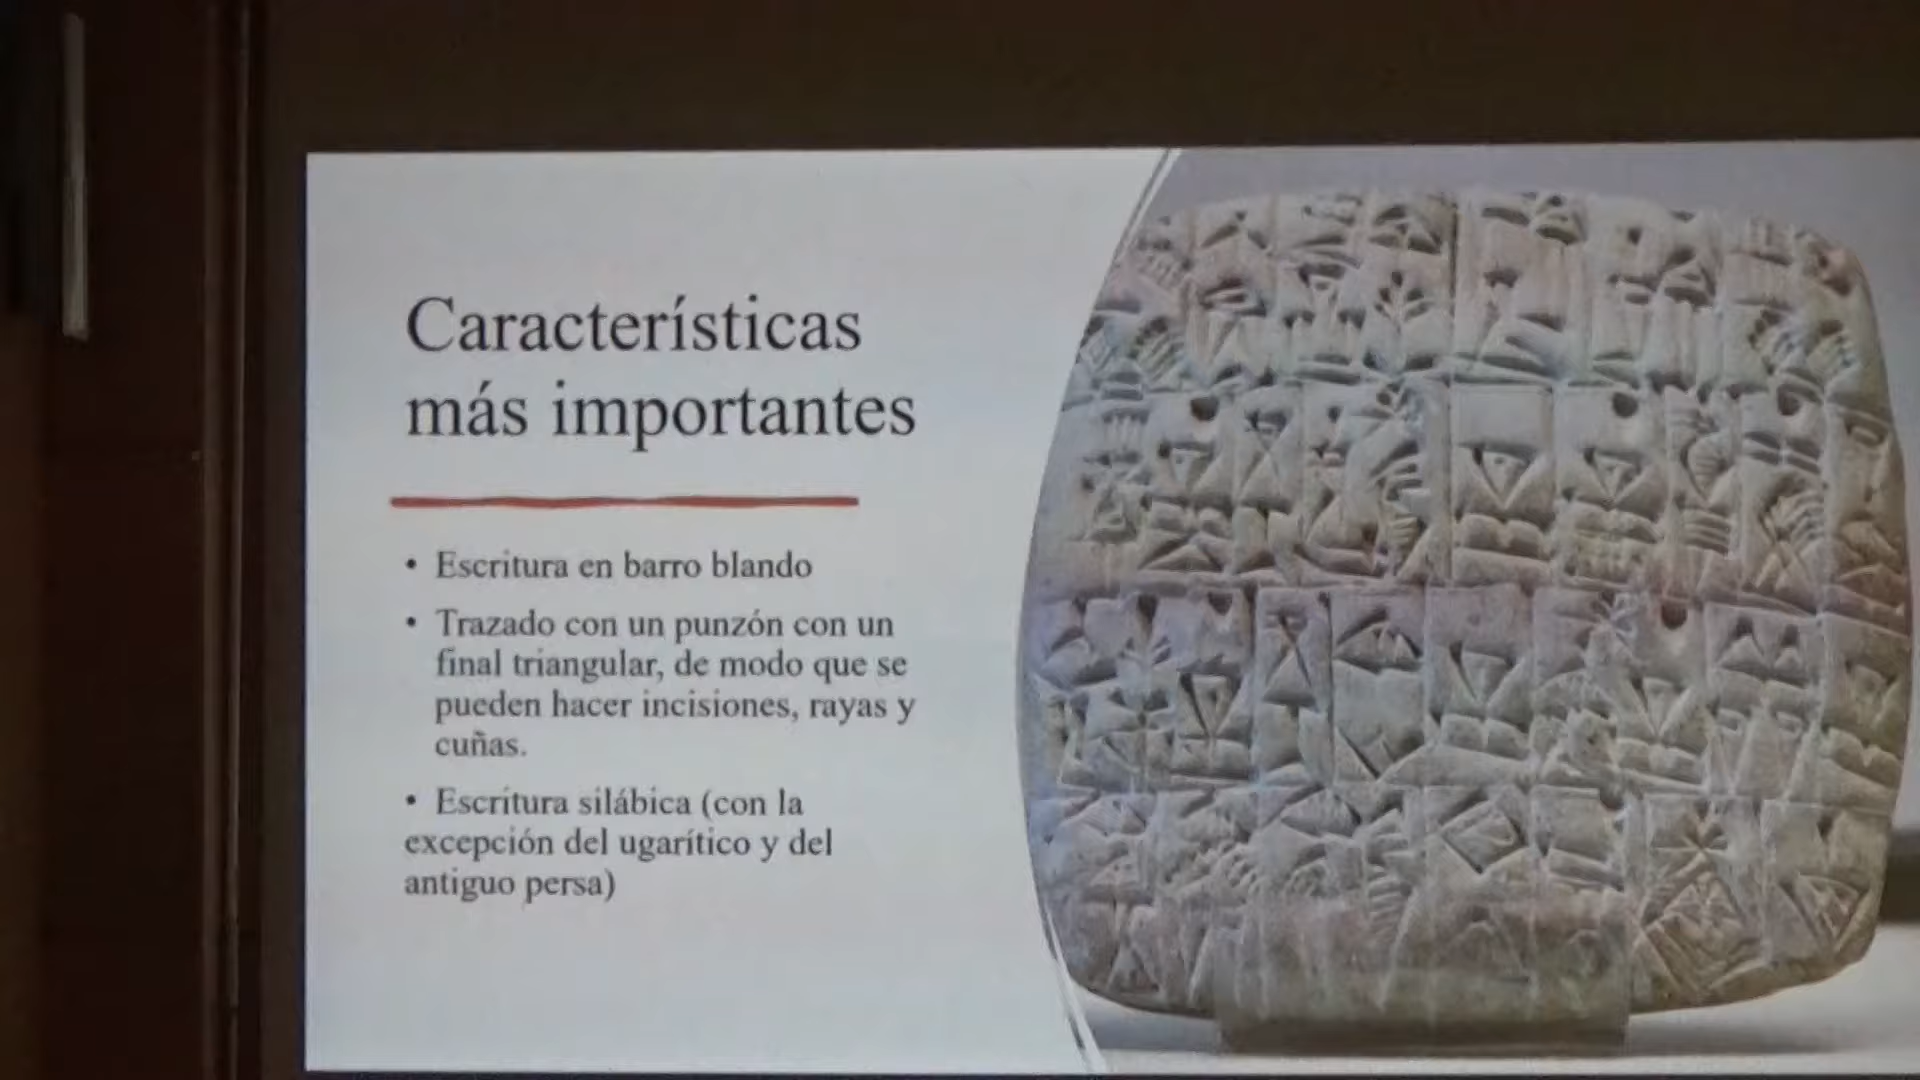 Características
más importantes
• Escritura en barro blando
• Trazado con un punzón con un
final triangular, de modo que se
pueden hacer incisiones, rayas y
cuñas.
• Escritura silábica (con la
excepción del ugarítico y del
antiguo persa)